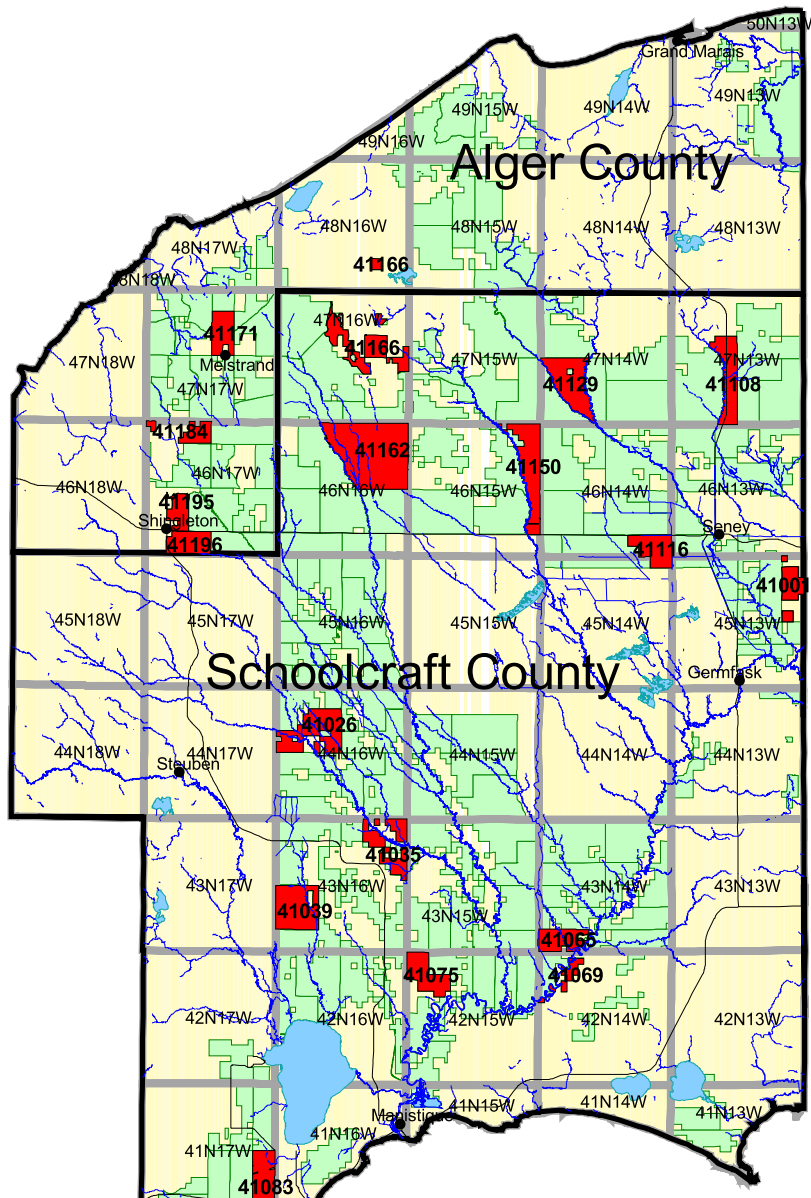 50N13W
Grand Marais
49N13W
49N15W
49N14W
49N16W
Alger County
48N16W
48N15W
48N14W
48N13W
48N17W
41166
48N18W
47N16W
41171
41166
47N15W
47N14W
47N13W
47N18W
Melstrand
41129
41108
47N17W
41184
41162
41150
46N17W
46N18W
46N16W
46N15W
46N14W
46N13W
41195
Shingleton
Seney
41196
41116
41001
45N18W
45N17W
45N16W
45N15W
45N14W
45N13W
Schoolcraft County
Germfask
41026
44N18W
44N17W
44N16W
44N15W
44N14W
44N13W
Steuben
41035
43N17W
43N16W
43N14W
43N13W
41039
43N15W
41065
41075
41069
42N17W
42N16W
42N15W
42N14W
42N13W
Manistique
41N15W
41N14W
41N13W
41N16W
41N17W
41083